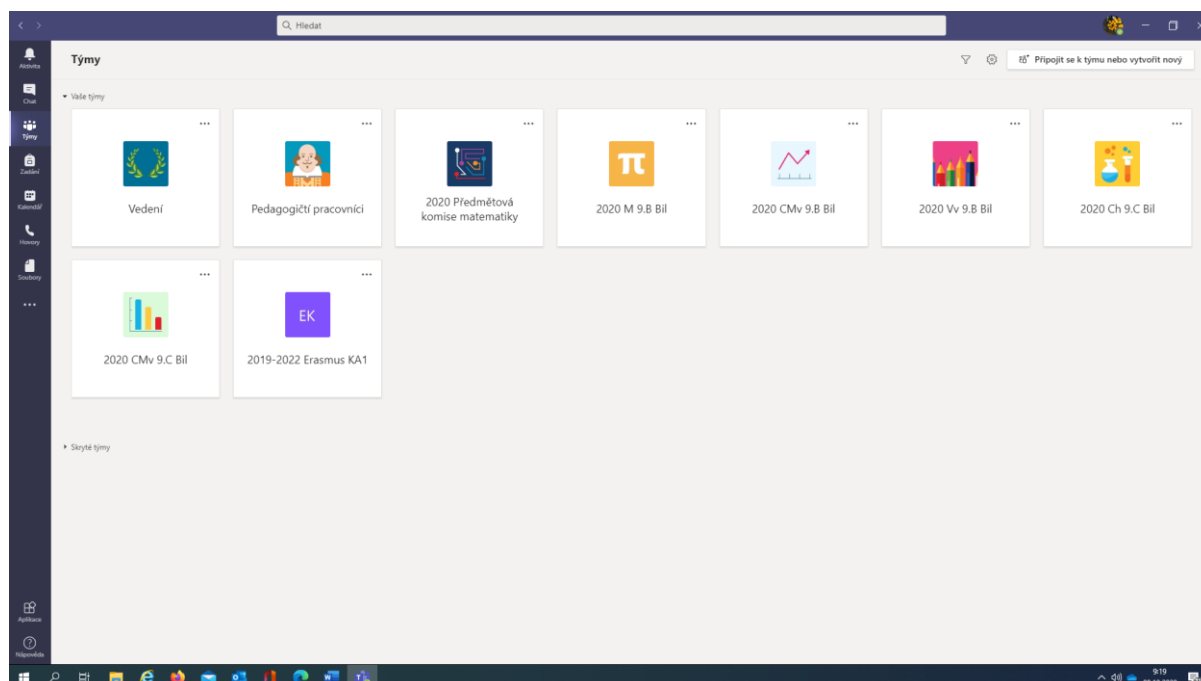 Hledat
Aktivita
Chat
Týmy
Zadání
Kalendář
Hovory
Soubory
Aplikace
Nápověda
Týmy
Připojit se k týmu nebo vytvořit nový
Vaše týmy
Vedení
Pedagogičtí pracovníci
2020 Předmětová
komise matematiky
2020 M 9.B Bil
2020 CMv 9.B Bil
2020 Vv 9.B Bil
2020 Ch 9.C Bil
2020 CMv 9.C Bil
EK
2019-2022 Erasmus KA1
Skryté týmy
9:19